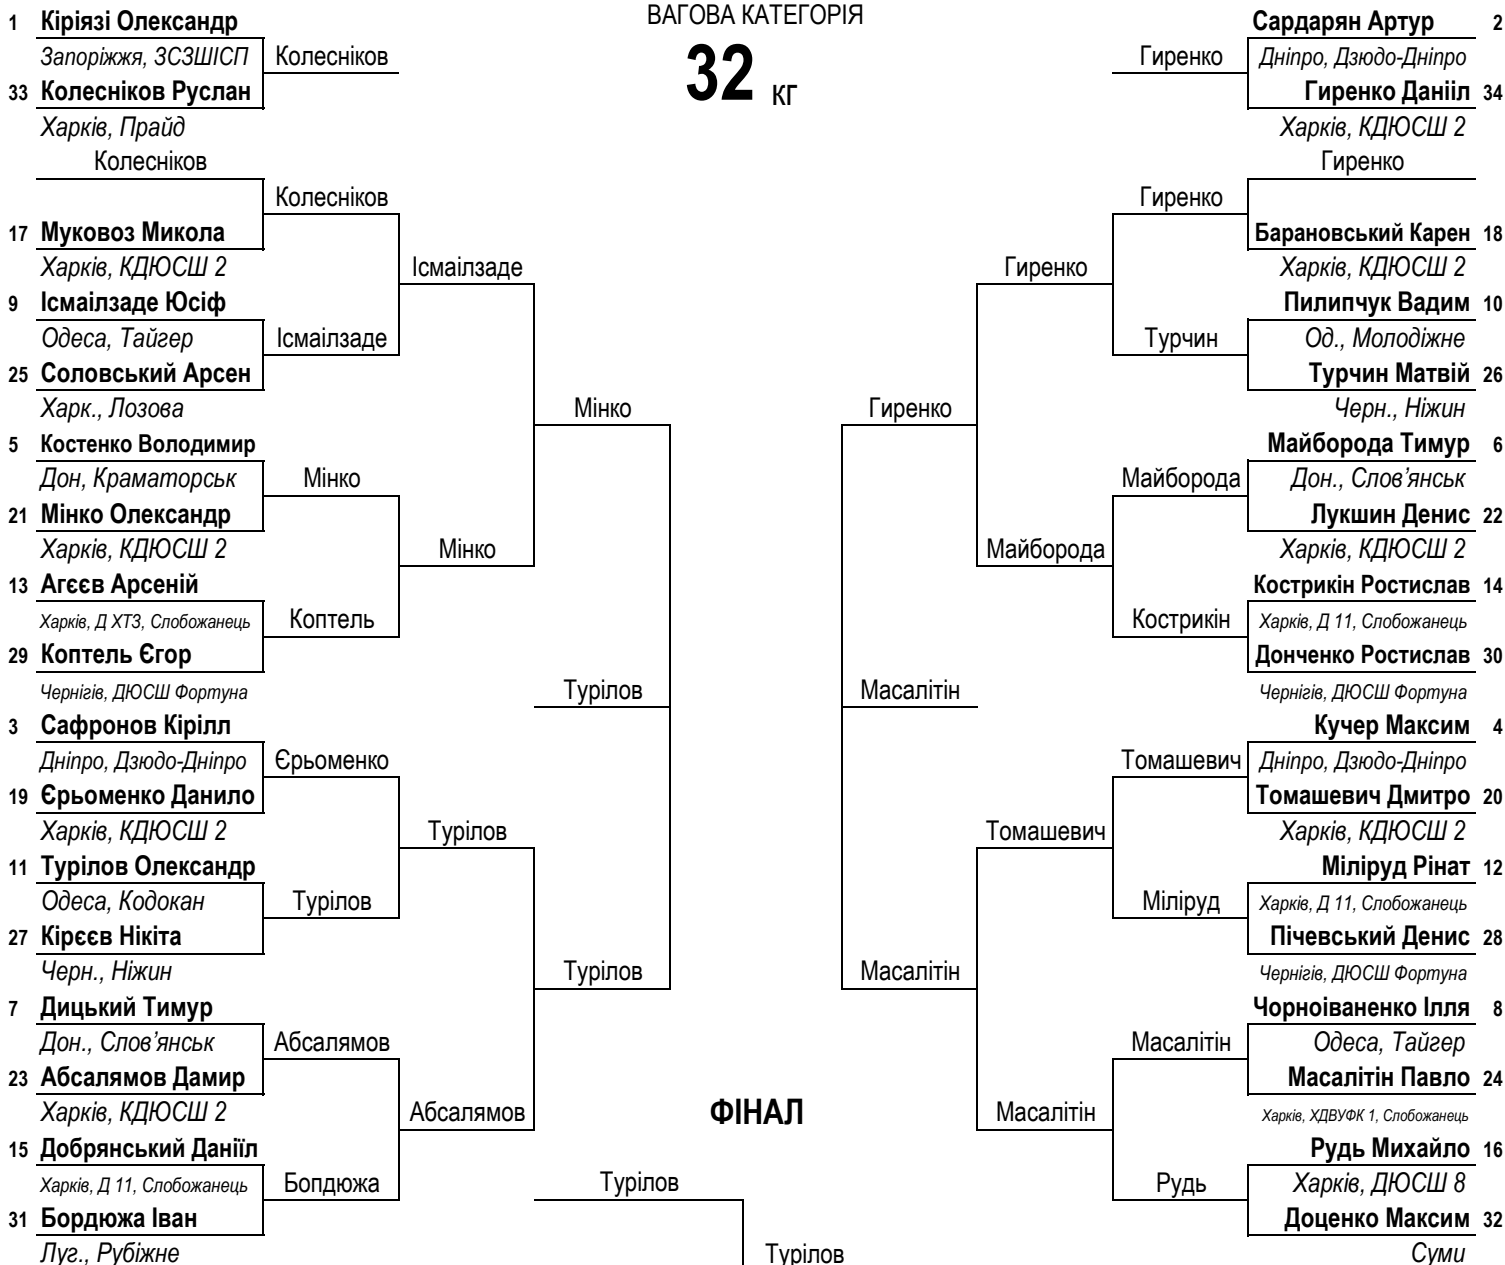 ВАГОВА КАТЕГОРІЯ
32 кг
1 Кіріязі Олександр
Запоріжжя, ЗСЗШІСП
Колесніков
33 Колесніков Руслан
Харків, Прайд
Колесніков
Колесніков
17 Муковоз Микола
Харків, КДЮСШ 2
Ісмаілзаде
9 Ісмаілзаде Юсіф
Одеса, Тайгер
Ісмаілзаде
25 Соловський Арсен
Харк., Лозова
Мінко
5 Костенко Володимир
Дон, Краматорськ
Мінко
21 Мінко Олександр
Харків, КДЮСШ 2
Мінко
13 Агєєв Арсеній
Харків, Д ХТЗ, Слобожанець
Коптель
29 Коптель Єгор
Чернігів, ДЮСШ Фортуна
Турілов
3 Сафронов Кірілл
Дніпро, Дзюдо-Дніпро
Єрьоменко
19 Єрьоменко Данило
Харків, КДЮСШ 2
Турілов
11 Турілов Олександр
Одеса, Кодокан
Турілов
27 Кірєєв Нікіта
Черн., Ніжин
Турілов
7 Дицький Тимур
Дон., Слов’янськ
Абсалямов
23 Абсалямов Дамир
Харків, КДЮСШ 2
Абсалямов
15 Добрянський Даніїл
Харків, Д 11, Слобожанець
Бопдюжа
31 Бордюжа Іван
Луг., Рубіжне
Сардарян Артур 2
Гиренко
Дніпро, Дзюдо-Дніпро
Гиренко Данііл 34
Харків, КДЮСШ 2
Гиренко
Гиренко
Барановський Карен 18
Гиренко
Харків, КДЮСШ 2
Пилипчук Вадим 10
Турчин
Од., Молодіжне
Турчин Матвій 26
Гиренко
Черн., Ніжин
Майборода Тимур 6
Майборода
Дон., Слов’янськ
Лукшин Денис 22
Майборода
Харків, КДЮСШ 2
Кострикін Ростислав 14
Кострикін
Харків, Д 11, Слобожанець
Донченко Ростислав 30
Масалітін
Чернігів, ДЮСШ Фортуна
Кучер Максим 4
Томашевич
Дніпро, Дзюдо-Дніпро
Томашевич Дмитро 20
Томашевич
Харків, КДЮСШ 2
Міліруд Рінат 12
Міліруд
Харків, Д 11, Слобожанець
Пічевський Денис 28
Масалітін
Чернігів, ДЮСШ Фортуна
Чорноіваненко Ілля 8
Масалітін
Одеса, Тайгер
Масалітін Павло 24
Масалітін
Харків, ХДВУФК 1, Слобожанець
Рудь Михайло 16
Рудь
Харків, ДЮСШ 8
Доценко Максим 32
Суми
ФІНАЛ
Турілов
Турілов